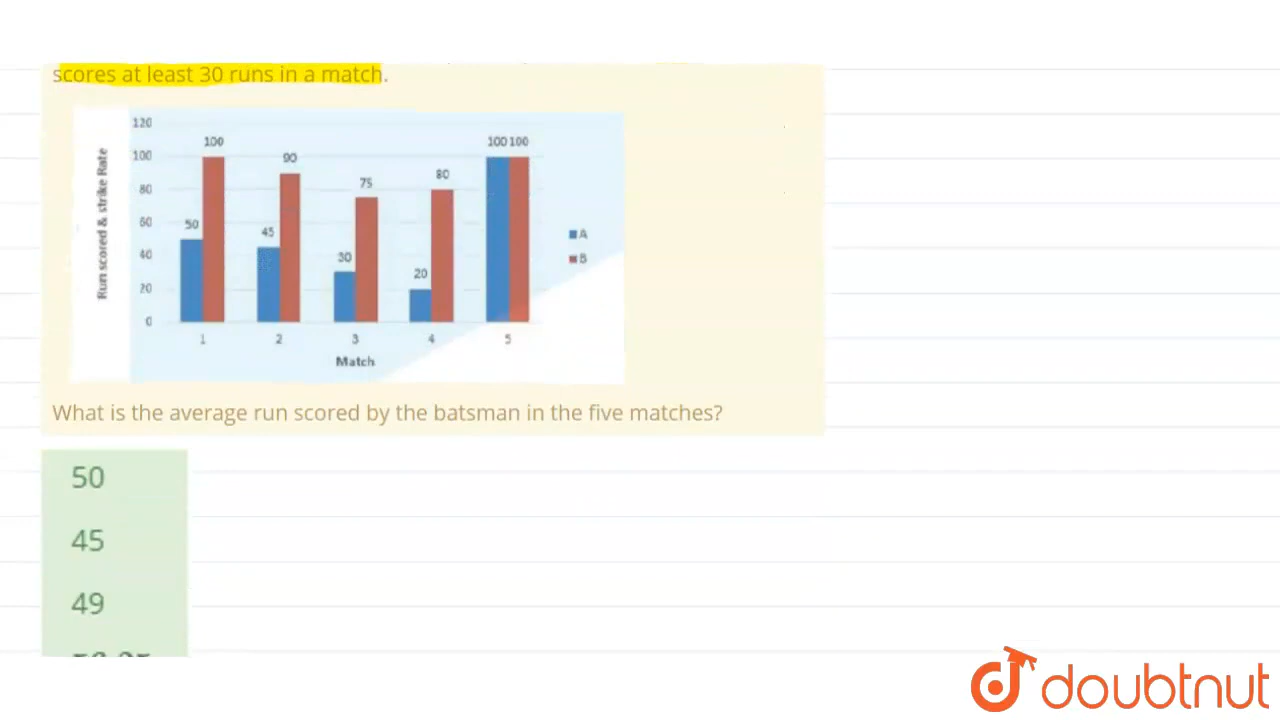 scores at least 30 runs in a match.
120
100
80
60
40
20
0
Run scored & strike Rate
50
100
45
90
30
75
20
80
100 100
A
B
1 2 3 4 5
Match
What is the average run scored by the batsman in the five matches?
50
45
49
doubtnut